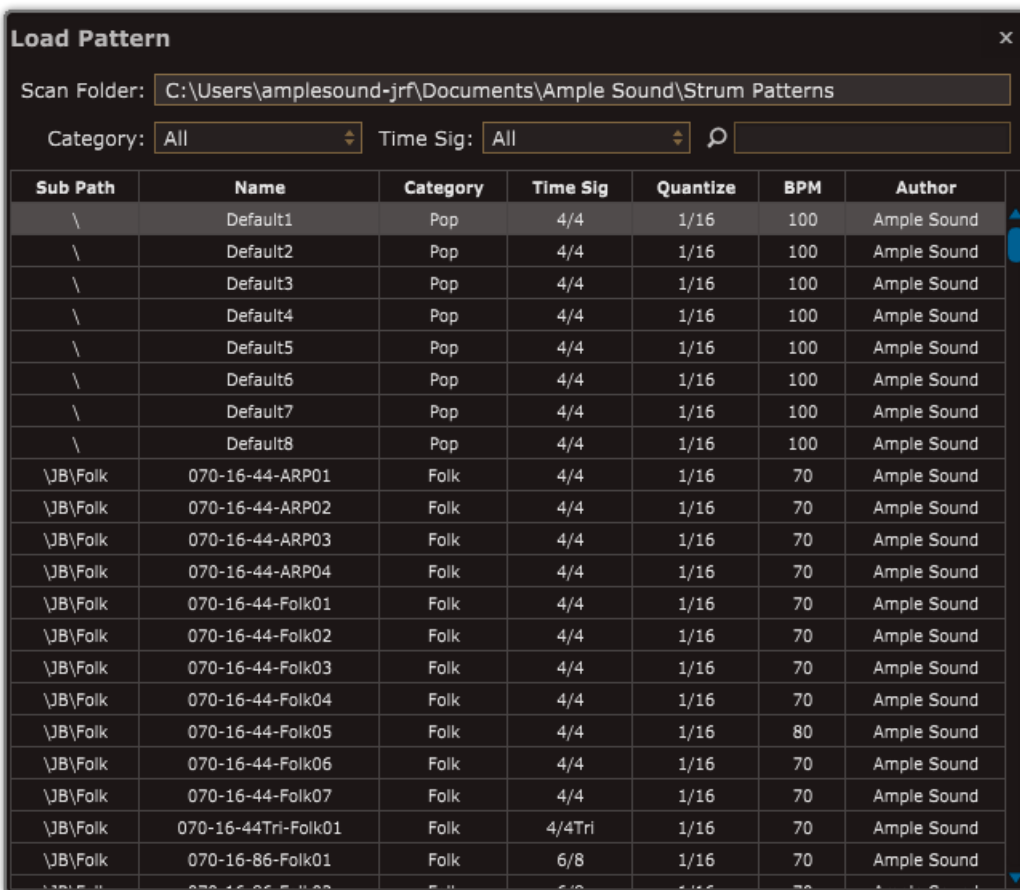 Load Pattern ×
Scan Folder: C:\Users\amplesound-jrf\Documents\Ample Sound\Strum Patterns
Category: All Time Sig: All
Sub Path Name Category Time Sig Quantize BPM Author
\ Default1 Pop 4/4 1/16 100 Ample Sound
\ Default2 Pop 4/4 1/16 100 Ample Sound
\ Default3 Pop 4/4 1/16 100 Ample Sound
\ Default4 Pop 4/4 1/16 100 Ample Sound
\ Default5 Pop 4/4 1/16 100 Ample Sound
\ Default6 Pop 4/4 1/16 100 Ample Sound
\ Default7 Pop 4/4 1/16 100 Ample Sound
\ Default8 Pop 4/4 1/16 100 Ample Sound
\JB\Folk 070-16-44-ARP01 Folk 4/4 1/16 70 Ample Sound
\JB\Folk 070-16-44-ARP02 Folk 4/4 1/16 70 Ample Sound
\JB\Folk 070-16-44-ARP03 Folk 4/4 1/16 70 Ample Sound
\JB\Folk 070-16-44-ARP04 Folk 4/4 1/16 70 Ample Sound
\JB\Folk 070-16-44-Folk01 Folk 4/4 1/16 70 Ample Sound
\JB\Folk 070-16-44-Folk02 Folk 4/4 1/16 70 Ample Sound
\JB\Folk 070-16-44-Folk03 Folk 4/4 1/16 70 Ample Sound
\JB\Folk 070-16-44-Folk04 Folk 4/4 1/16 70 Ample Sound
\JB\Folk 070-16-44-Folk05 Folk 4/4 1/16 80 Ample Sound
\JB\Folk 070-16-44-Folk06 Folk 4/4 1/16 70 Ample Sound
\JB\Folk 070-16-44-Folk07 Folk 4/4 1/16 70 Ample Sound
\JB\Folk 070-16-44Tri-Folk01 Folk 4/4Tri 1/16 70 Ample Sound
\JB\Folk 070-16-86-Folk01 Folk 6/8 1/16 70 Ample Sound